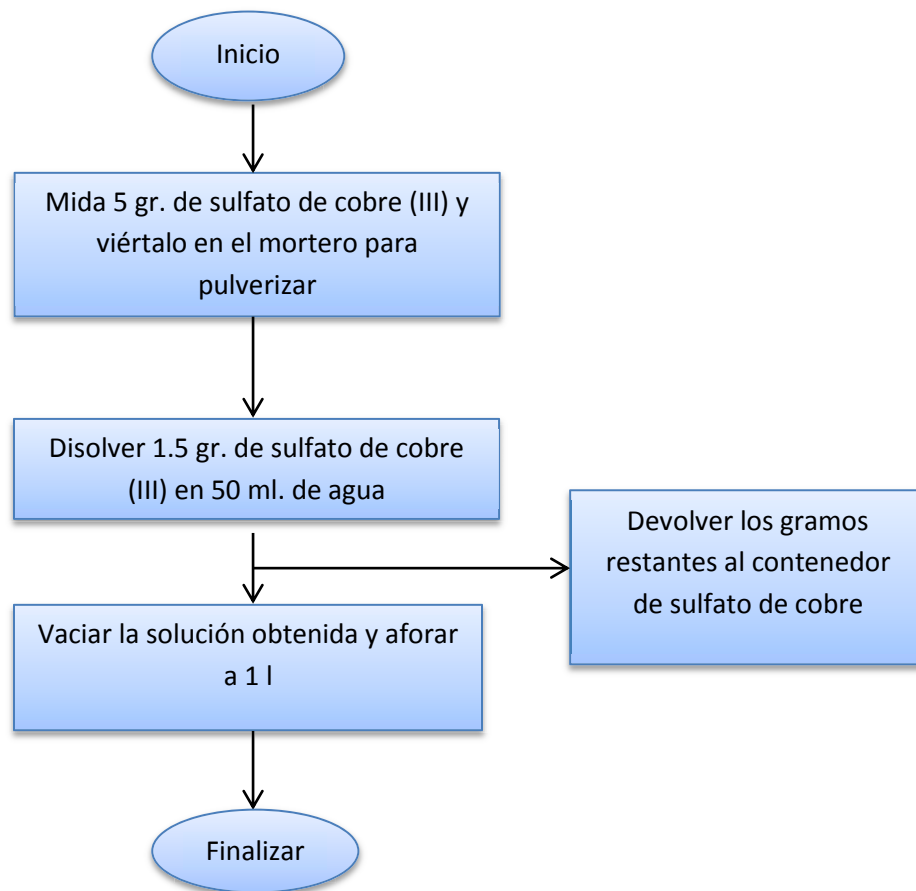 Inicio
Mida 5 gr. de sulfato de cobre (III) y
viértalo en el mortero para
pulverizar
Disolver 1.5 gr. de sulfato de cobre
(III) en 50 ml. de agua
Devolver los gramos
restantes al contenedor
de sulfato de cobre
Vaciar la solución obtenida y aforar
a 1 l
Finalizar